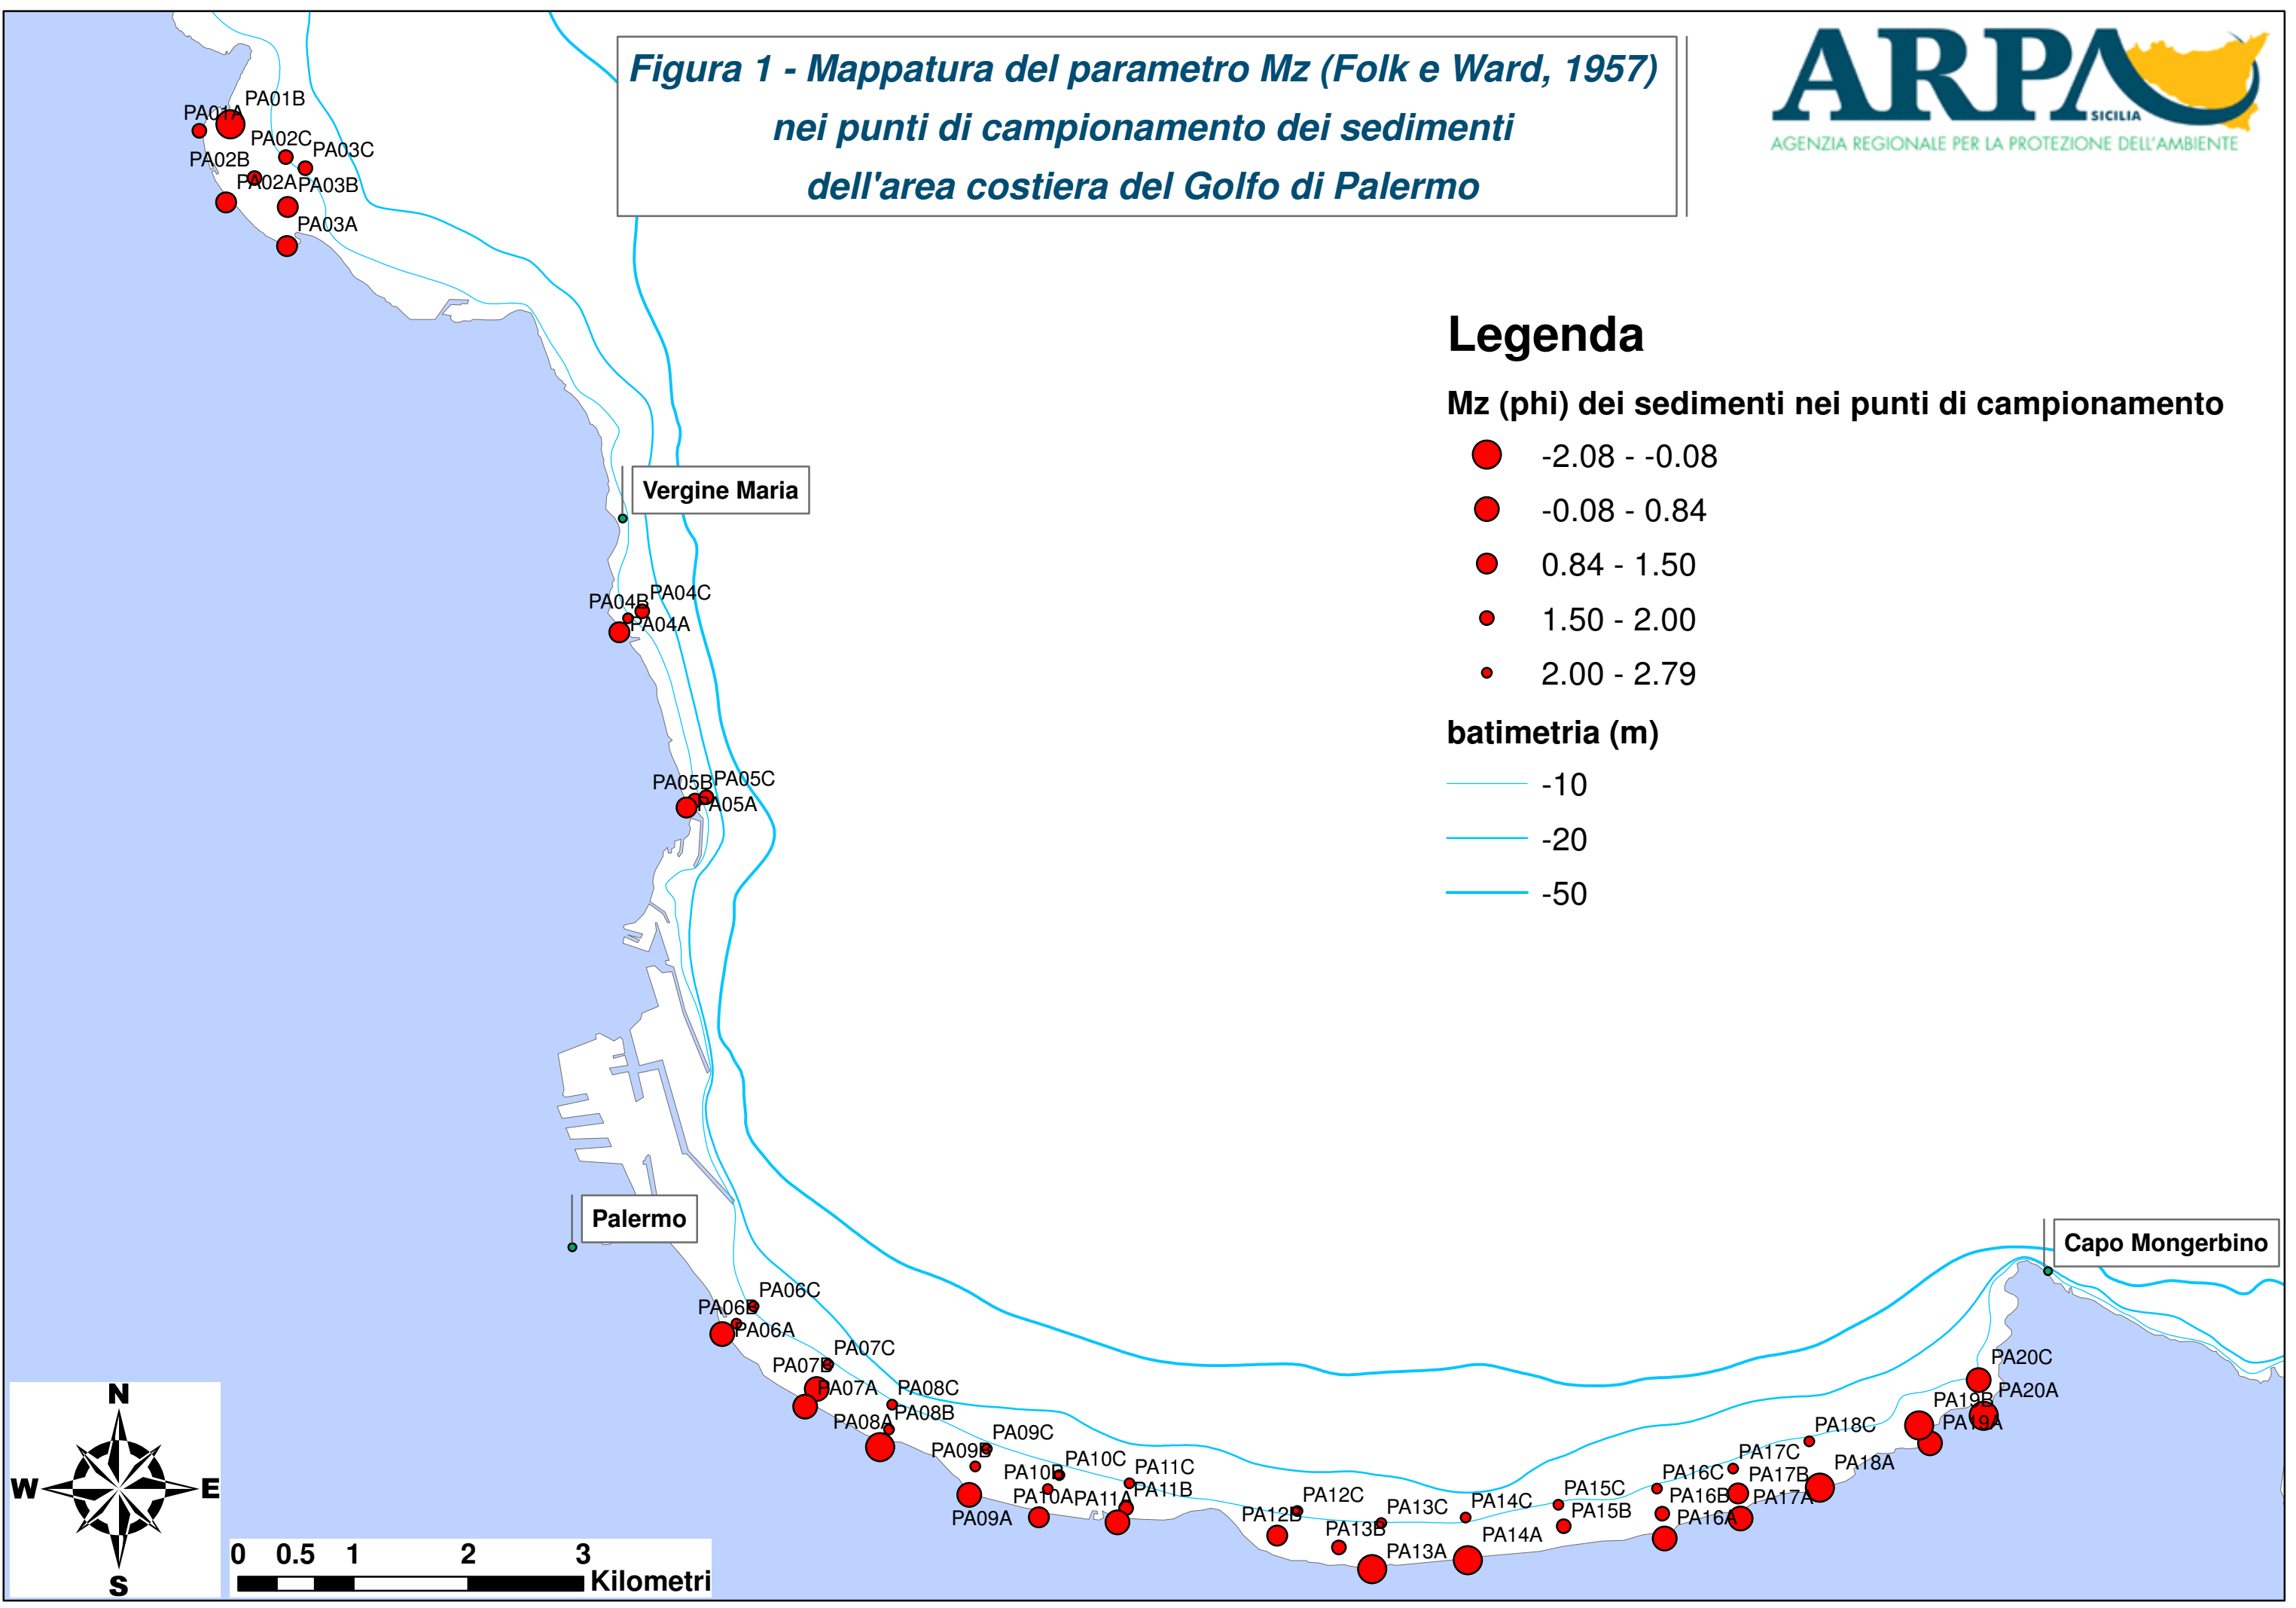 Figura 1 - Mappatura del parametro Mz (Folk e Ward, 1957)
nei punti di campionamento dei sedimenti
dell'area costiera del Golfo di Palermo
ARPA
SICILIA
AGENZIA REGIONALE PER LA PROTEZIONE DELL'AMBIENTE
PA01B
PA01A
PA02C
PA03C
PA02B
PA02A
PA03B
PA03A
Legenda
Mz (phi) dei sedimenti nei punti di campionamento
-2.08 - -0.08
-0.08 - 0.84
0.84 - 1.50
1.50 - 2.00
2.00 - 2.79
batimetria (m)
-10
-20
-50
Vergine Maria
PA04C
PA04B
PA04A
PA05C
PA05B
PA05A
Palermo
Capo Mongerbino
PA06C
PA06B
PA06A
PA07C
PA07B
PA07A
PA08C
PA08B
PA08A
PA09C
PA09B
PA09A
PA10C
PA10B
PA10A
PA11C
PA11B
PA11A
PA12C
PA12B
PA13C
PA13B
PA13A
PA14C
PA14A
PA15C
PA15B
PA16C
PA16B
PA16A
PA17C
PA17B
PA17A
PA18C
PA18A
PA19B
PA19A
PA20C
PA20A
N
W
E
S
0 0.5 1 2 3
Kilometri